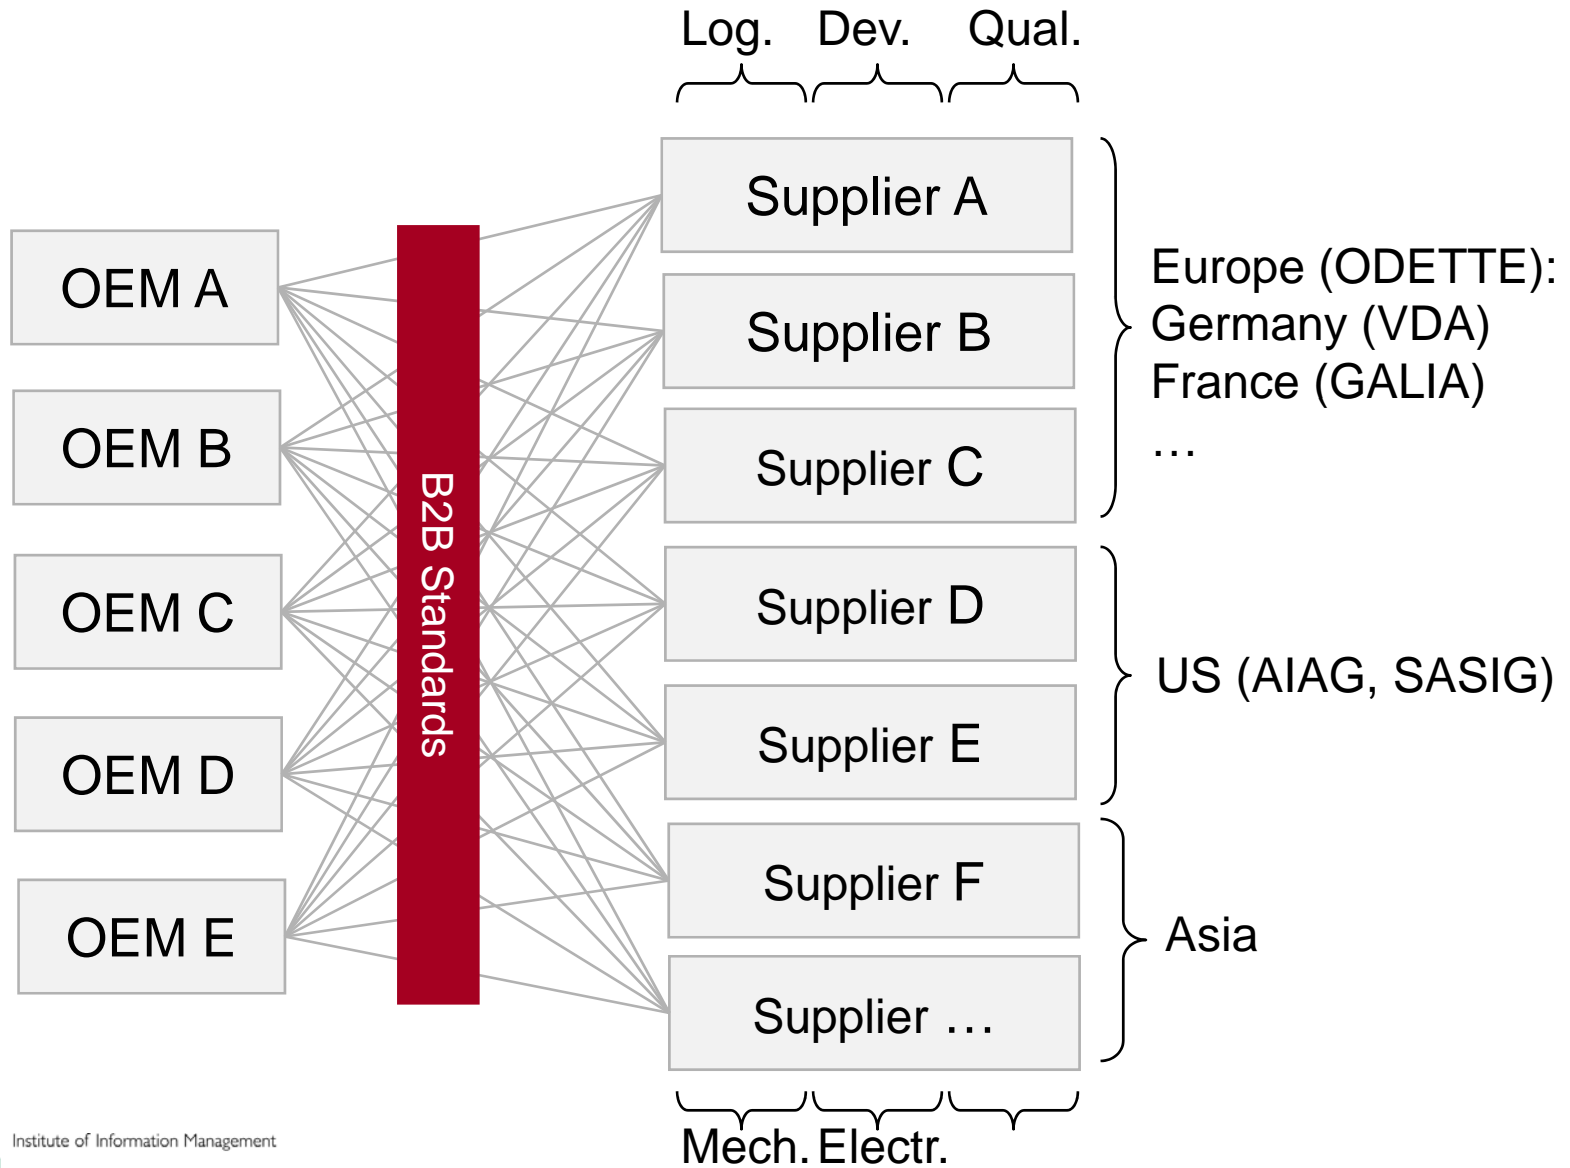 Log. Dev. Qual.
OEM A
OEM B
OEM C
OEM D
OEM E
B2B Standards
Supplier A
Supplier B
Supplier C
Supplier D
Supplier E
Supplier F
Supplier …
Europe (ODETTE):
Germany (VDA)
France (GALIA)
…
US (AIAG, SASIG)
Asia
Mech. Electr.
Institute of Information Management